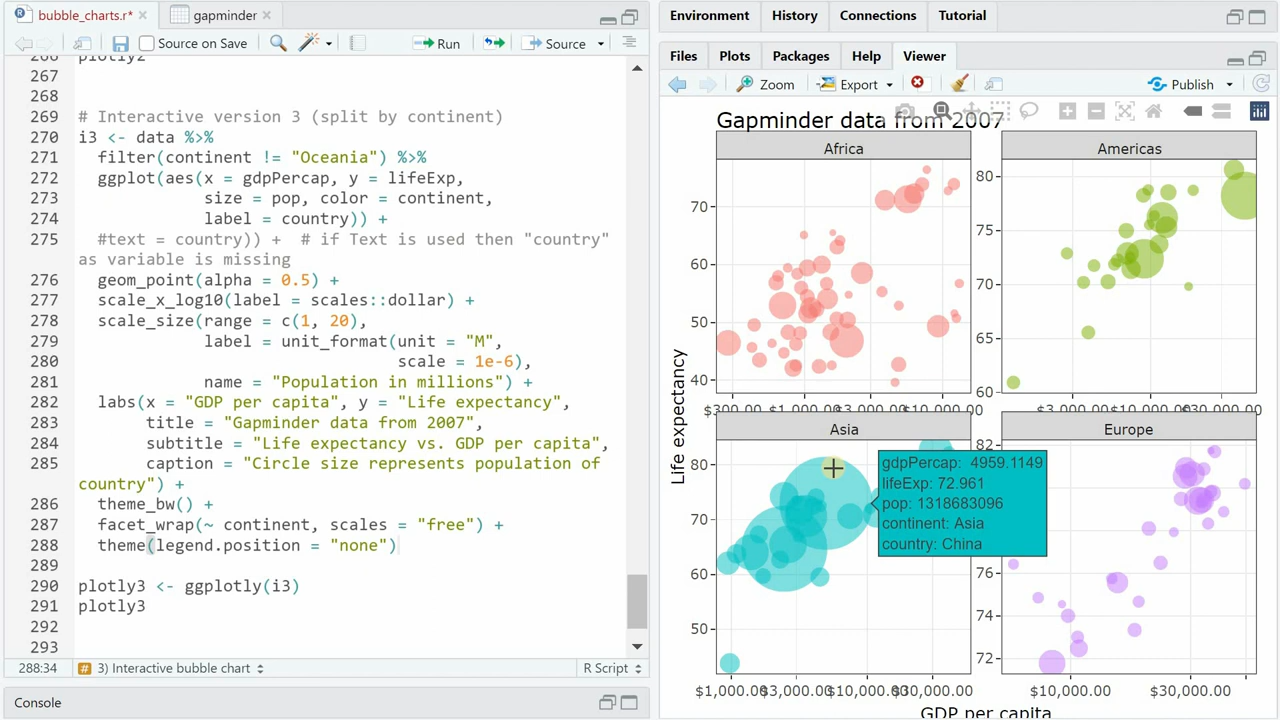 bubble_charts.r*
gapminder
Source on Save
Run
Source
266 plotly2
267
268
269 # Interactive version 3 (split by continent)
270 i3 <- data %>%
271 filter(continent != "Oceania") %>%
272 ggplot(aes(x = gdpPercap, y = lifeExp,
273 size = pop, color = continent,
274 label = country)) +
275 #text = country)) + # if Text is used then "country"
as variable is missing
276 geom_point(alpha = 0.5) +
277 scale_x_log10(label = scales::dollar) +
278 scale_size(range = c(1, 20),
279 label = unit_format(unit = "M",
280 scale = 1e-6),
281 name = "Population in millions") +
282 labs(x = "GDP per capita", y = "Life expectancy",
283 title = "Gapminder data from 2007",
284 subtitle = "Life expectancy vs. GDP per capita",
285 caption = "Circle size represents population of
country") +
286 theme_bw() +
287 facet_wrap(~ continent, scales = "free") +
288 theme(legend.position = "none")
289
290 plotly3 <- ggplotly(i3)
291 plotly3
292
293
288:34
3) Interactive bubble chart
R Script
Console
Environment
History
Connections
Tutorial
Files
Plots
Packages
Help
Viewer
Zoom
Export
Publish
Gapminder data from 2007
Africa
Americas
70
60
50
40
80
75
70
65
60
Life expectancy
Asia
Europe
80
70
60
50
82
76
74
72
gdpPercap: 4959.1149
lifeExp: 72.961
pop: 1318683096
continent: Asia
country: China
$1,000.00
$3,000.00
$10,000.00
$30,000.00
$10,000.00
$30,000.00
GDP per capita